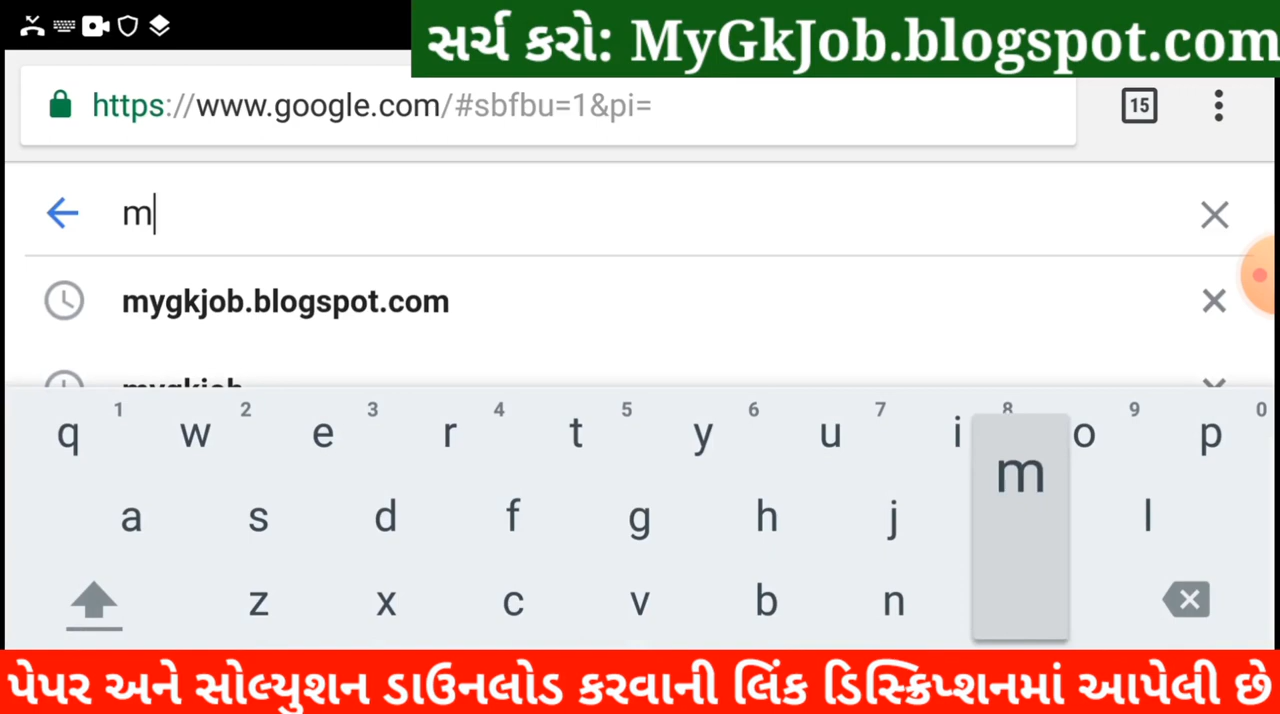 સર્ચ કરો: MyGkJob.blogspot.com
https://www.google.com/#sbfbu=1&pi=
15
m
mygkjob.blogspot.com
mygkjob
1 2 3 4 5 6 7 8 9 0
q w e r t y u i o p
m
a s d f g h j l
z x c v b n
પેપર અને સોલ્યુશન ડાઉનલોડ કરવાની લિંક ડિસ્ક્રિપ્શનમાં આપેલી છે